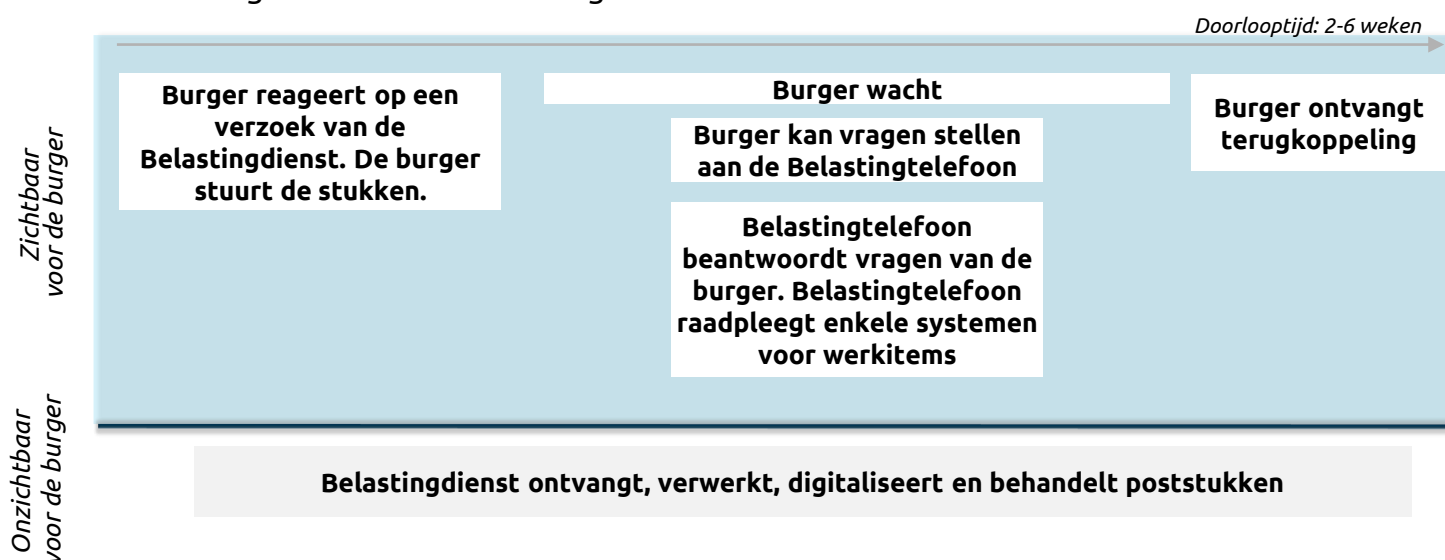 Doorlooptijd: 2-6 weken
Zichtbaar
voor de burger
Burger reageert op een
verzoek van de
Belastingdienst. De burger
stuurt de stukken.
Burger wacht
Burger kan vragen stellen
aan de Belastingtelefoon
Belastingtelefoon
beantwoordt vragen van de
burger. Belastingtelefoon
raadpleegt enkele systemen
voor werkitems
Burger ontvangt
terugkoppeling
Onzichtbaar
voor de burger
Belastingdienst ontvangt, verwerkt, digitaliseert en behandelt poststukken